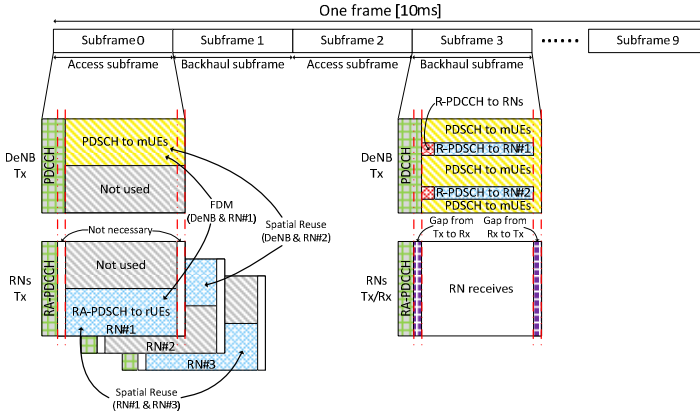 One frame [10ms]
Subframe 0
Subframe 1
Subframe 2
Subframe 3
Subframe 9
Access subframe
Backhaul subframe
Access subframe
Backhaul subframe
R-PDCCH to RNs
DeNB
Tx
PDCCH
PDSCH to mUEs
Not used
FDM
(DeNB & RN#1)
Spatial Reuse
(DeNB & RN#2)
DeNB
Tx
PDCCH
PDSCH to mUEs
R-PDSCH to RN#1
PDSCH to mUEs
R-PDSCH to RN#2
PDSCH to mUEs
Not necessary
Gap from
Tx to Rx
Gap from
Rx to Tx
RNs
Tx
RA-PDCCH
Not used
RA-PDSCH to rUEs
RN#1
RN#2
RN#3
Spatial Reuse
(RN#1 & RN#3)
RNs
Tx/Rx
RA-PDCCH
RN receives